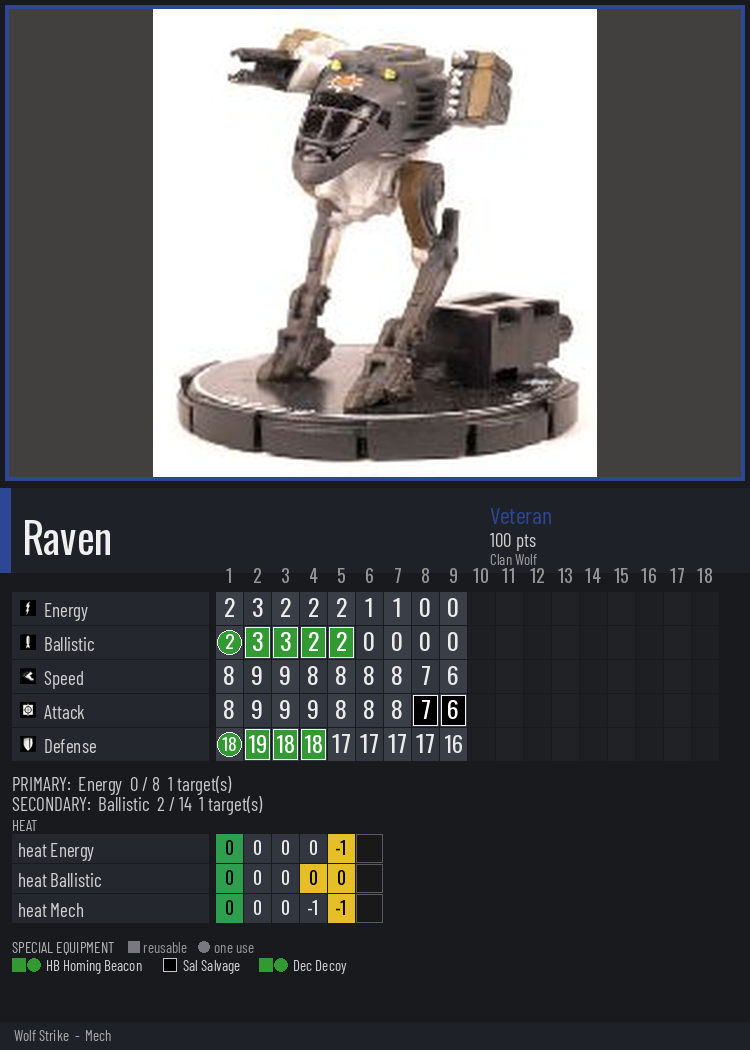 Raven
Veteran
100 pts
Clan Wolf
1 2 3 4 5 6 7 8 9 10 11 12 13 14 15 16 17 18
Energy 2 3 2 2 2 1 1 0 0
Ballistic 2 3 3 2 2 0 0 0 0
Speed 8 9 9 8 8 8 8 7 6
Attack 8 9 9 9 8 8 8 7 6
Defense 18 19 18 18 17 17 17 17 16
PRIMARY: Energy 0 / 8 1 target(s)
SECONDARY: Ballistic 2 / 14 1 target(s)
HEAT
heat Energy 0 0 0 0 -1
heat Ballistic 0 0 0 0 0
heat Mech 0 0 0 -1 -1
SPECIAL EQUIPMENT reusable one use
HB Homing Beacon Sal Salvage Dec Decoy
Wolf Strike - Mech